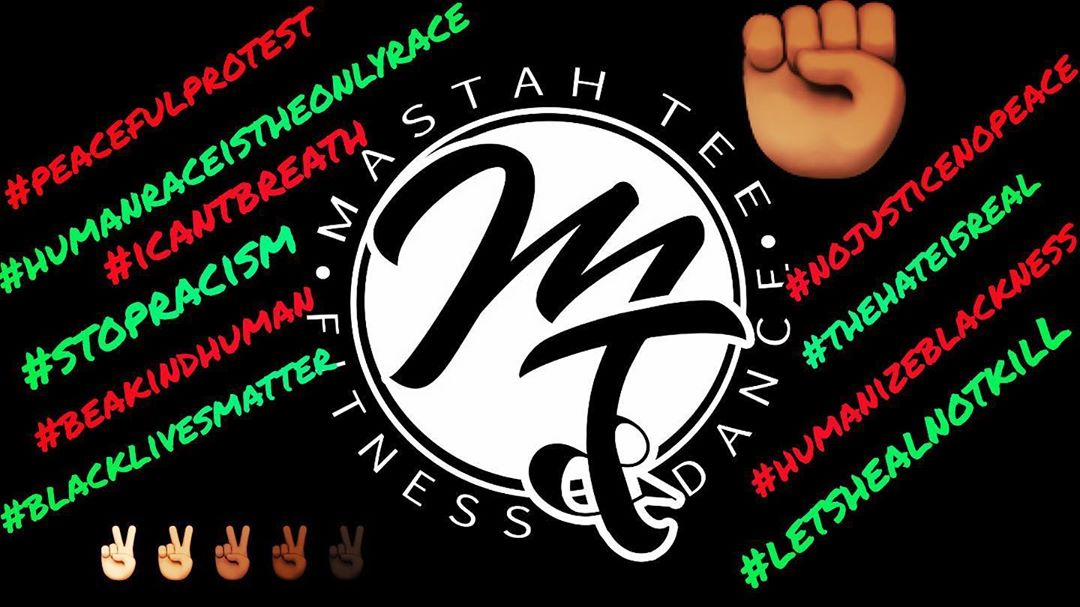 #PEACEFULPROTEST
#HUMANRACEISTHEONLYRACE
#ICANTBREATH
#STOPRACISM
#BEAKINDHUMAN
#BLACKLIVESMATTER
MASTAH TEE
MT
FITNESS & DANCE
#NOJUSTICENOPEACE
#THEHATEISREAL
#HUMANIZEBLACKNESS
#LETSHEALNOTKILL